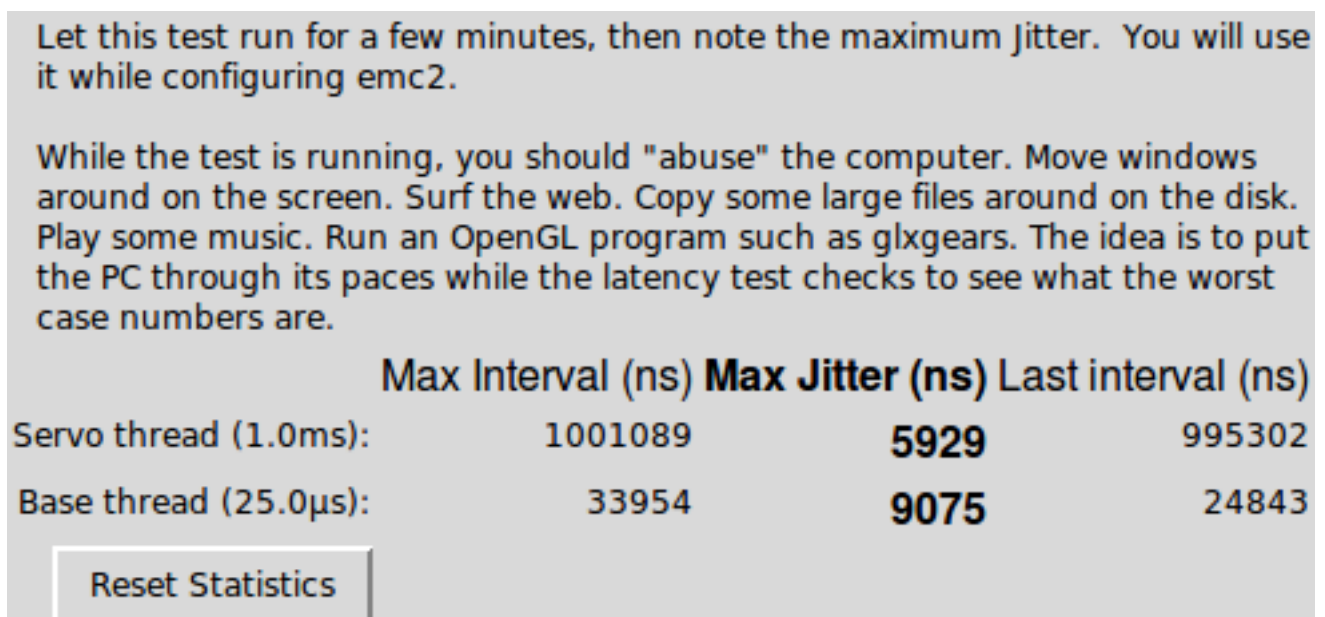 Let this test run for a few minutes, then note the maximum Jitter.  You will use
it while configuring emc2.
While the test is running, you should "abuse" the computer. Move windows
around on the screen. Surf the web. Copy some large files around on the disk.
Play some music. Run an OpenGL program such as glxgears. The idea is to put
the PC through its paces while the latency test checks to see what the worst
case numbers are.
Max Interval (ns) Max Jitter (ns) Last interval (ns)
Servo thread (1.0ms): 1001089 5929 995302
Base thread (25.0µs): 33954 9075 24843
Reset Statistics